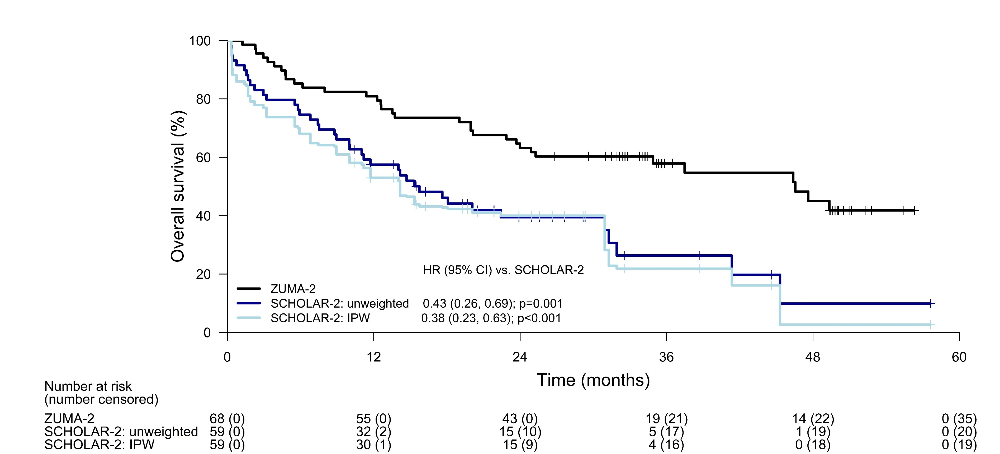 100
80
60
40
20
0
Overall survival (%)
HR (95% CI) vs. SCHOLAR-2
ZUMA-2
SCHOLAR-2: unweighted 0.43 (0.26, 0.69); p=0.001
SCHOLAR-2: IPW 0.38 (0.23, 0.63); p<0.001
0 12 24 36 48 60
Time (months)
Number at risk
(number censored)
ZUMA-2 68 (0) 55 (0) 43 (0) 19 (21) 14 (22) 0 (35)
SCHOLAR-2: unweighted 59 (0) 32 (2) 15 (10) 5 (17) 1 (19) 0 (20)
SCHOLAR-2: IPW 59 (0) 30 (1) 15 (9) 4 (16) 0 (18) 0 (19)